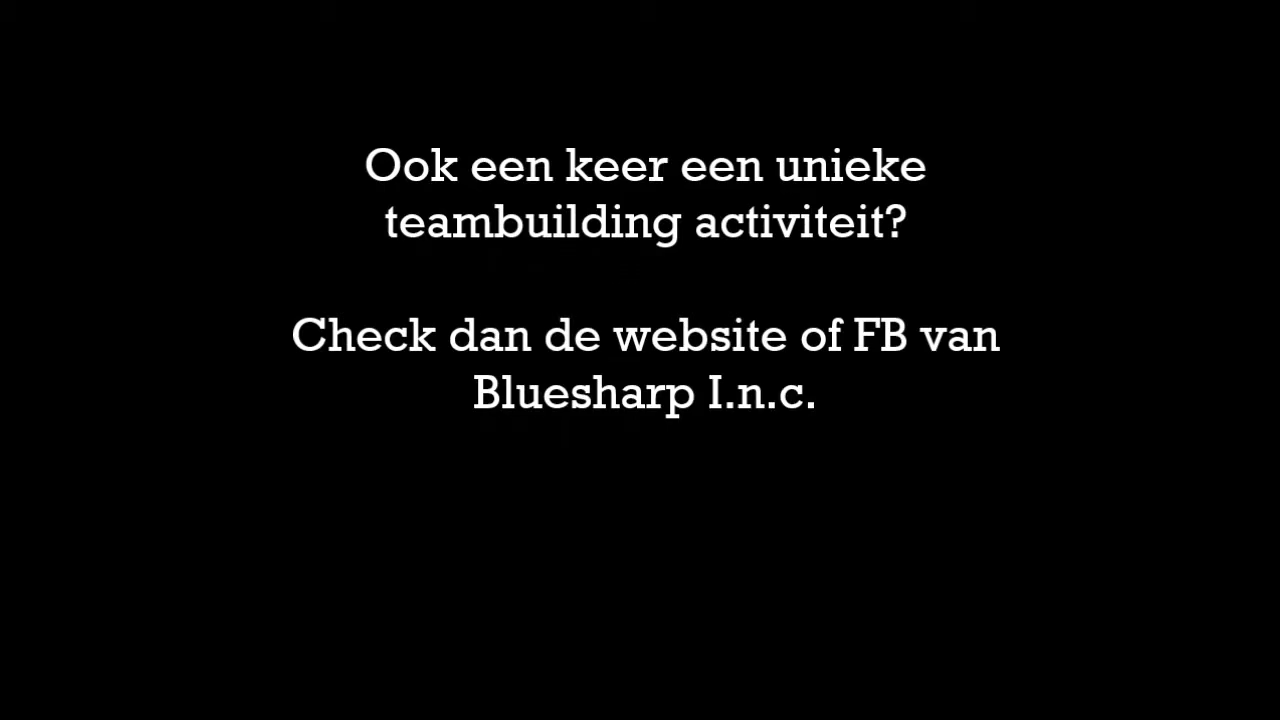 Ook een keer een unieke
teambuilding activiteit?
Check dan de website of FB van
Bluesharp I.n.c.